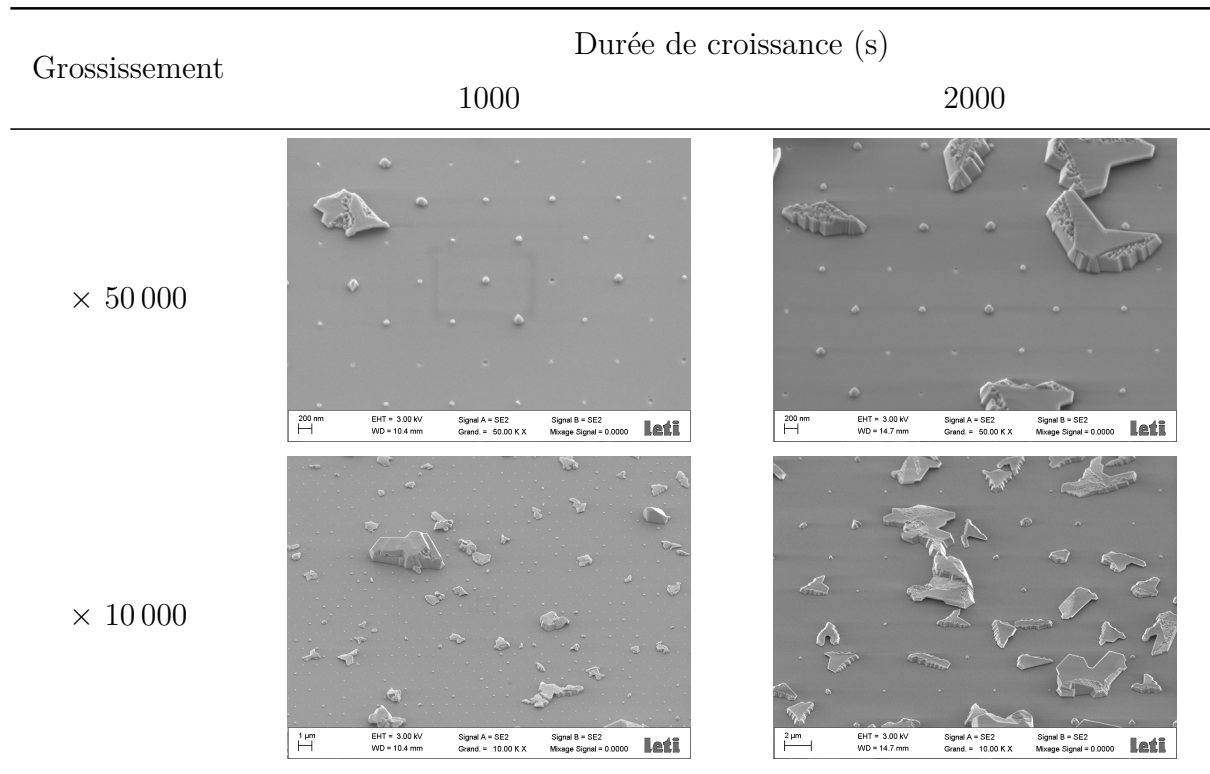 Grossissement
Durée de croissance (s)
1000 2000
× 50 000
200 nm EHT = 3.00 kV Signal A = SE2 Signal B = SE2
WD = 10.4 mm Grand. = 50.00 K X Mixage Signal = 0.0000 leti
200 nm EHT = 3.00 kV Signal A = SE2 Signal B = SE2
WD = 14.7 mm Grand. = 50.00 K X Mixage Signal = 0.0000 leti
× 10 000
1 µm EHT = 3.00 kV Signal A = SE2 Signal B = SE2
WD = 10.4 mm Grand. = 10.00 K X Mixage Signal = 0.0000 leti
2 µm EHT = 3.00 kV Signal A = SE2 Signal B = SE2
WD = 14.7 mm Grand. = 10.00 K X Mixage Signal = 0.0000 leti